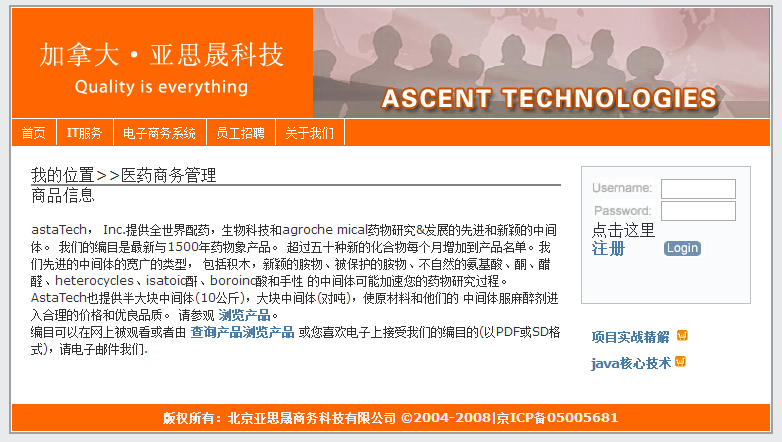 加拿大·亚思晟科技
Quality is everything
ASCENT TECHNOLOGIES
首页 IT服务 电子商务系统 员工招聘 关于我们
我的位置>>医药商务管理
商品信息
astaTech， Inc.提供全世界配药，生物科技和agroche mical药物研究&发展的先进和新颖的中间
体。 我们的编目是最新与1500年药物象产品。 超过五十种新的化合物每个月增加到产品名单。我
们先进的中间体的宽广的类型， 包括积木，新颖的胺物、被保护的胺物、不自然的氨基酸、酮、醋
醛、heterocycles、isatoic酐、boroinc酸和手性 的中间体可能加速您的药物研究过程。
AstaTech也提供半大块中间体(10公斤)，大块中间体(对吨)，使原材料和他们的 中间体服麻醉剂进
入合理的价格和优良品质。 请参观 浏览产品。
编目可以在网上被观看或者由 查询产品浏览产品 或您喜欢电子上接受我们的编目的(以PDF或SD格
式)，请电子邮件我们.
Username:
Password:
点击这里
注册 Login
项目实战精解
java核心技术
版权所有：北京亚思晟商务科技有限公司 ©2004-2008|京ICP备05005681